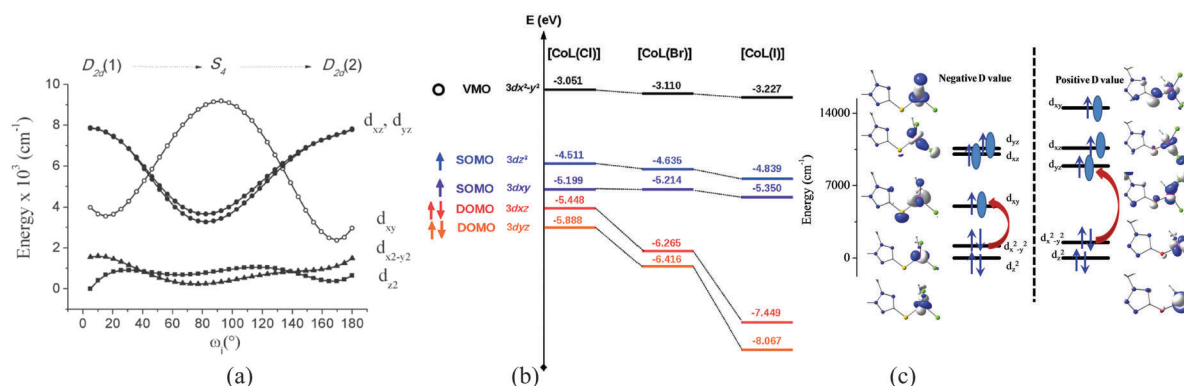 D2d(1) S4 D2d(2)
Energy x 10³ (cm⁻¹)
10
8
6
4
2
0
0 20 40 60 80 100 120 140 160 180
ωi(°)
dxz, dyz
dxy
dx2-y2
dz2
(a)
E (eV)
[CoL(Cl)] [CoL(Br)] [CoL(I)]
VMO 3dx²-y² -3.051 -3.110 -3.227
SOMO 3dz² -4.511 -4.635 -4.839
SOMO 3dxy -5.199 -5.214 -5.350
DOMO 3dxz -5.448 -6.265 -7.449
DOMO 3dyz -5.888 -6.416 -8.067
(b)
Negative D value
Positive D value
Energy (cm⁻¹)
14000
7000
0
dyz
dxz
dxy
dx²-y²
dz²
dxy
dxz
dyz
dx²-y²
dz²
(c)